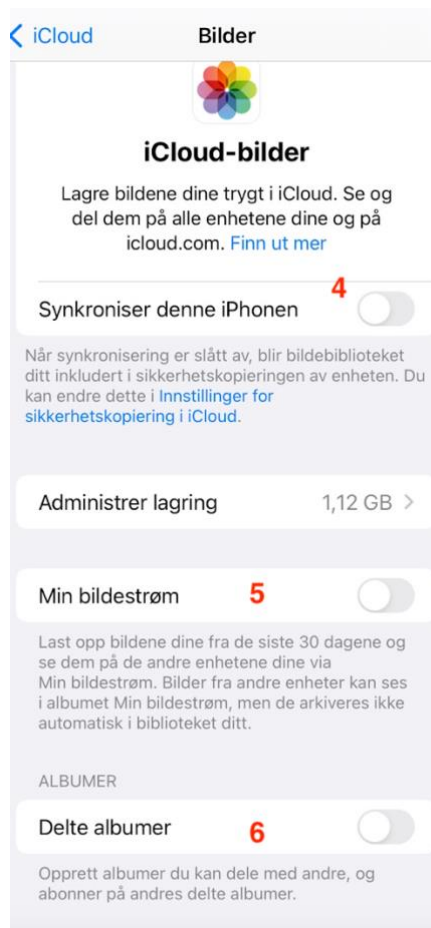 iCloud Bilder
iCloud-bilder
Lagre bildene dine trygt i iCloud. Se og
del dem på alle enhetene dine og på
icloud.com. Finn ut mer
4
Synkroniser denne iPhonen
Når synkronisering er slått av, blir bildebiblioteket
ditt inkludert i sikkerhetskopieringen av enheten. Du
kan endre dette i Innstillinger for
sikkerhetskopiering i iCloud.
Administrer lagring 1,12 GB >
Min bildestrøm 5
Last opp bildene dine fra de siste 30 dagene og
se dem på de andre enhetene dine via
Min bildestrøm. Bilder fra andre enheter kan ses
i albumet Min bildestrøm, men de arkiveres ikke
automatisk i biblioteket ditt.
ALBUMER
Delte albumer 6
Opprett albumer du kan dele med andre, og
abonner på andres delte albumer.